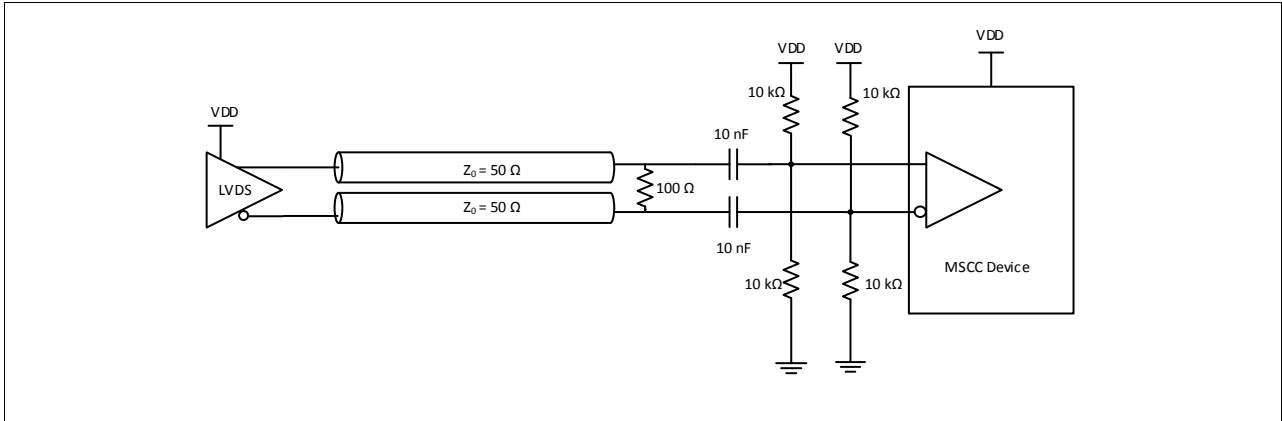 VDD
VDD
VDD
VDD
10 kΩ
10 kΩ
10 nF
LVDS
Z₀ = 50 Ω
100 Ω
Z₀ = 50 Ω
10 nF
MSCC Device
10 kΩ
10 kΩ